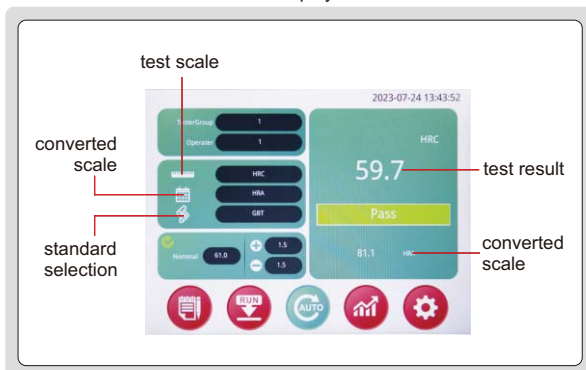 test scale
converted
scale
standard
selection
2023-07-24 13:43:52
TesterGroup 1
Operater 1
HRC
HRA
GBT
Nominal 61.0
1.5
1.5
HRC
59.7
Pass
81.1
test result
converted
scale
RUN
AUTO